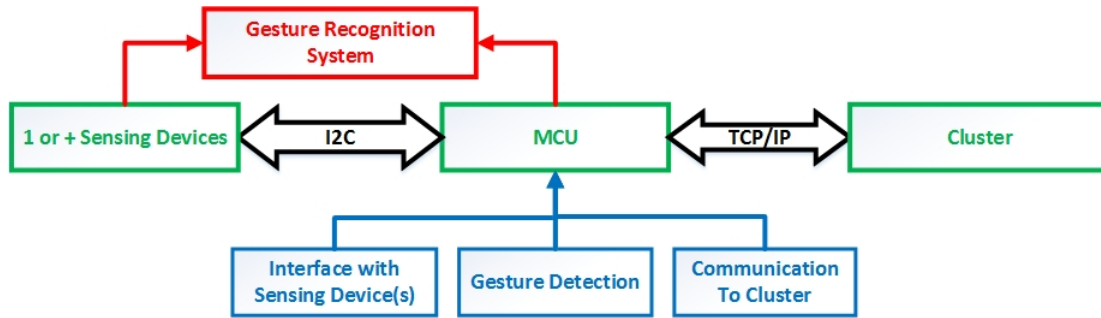 Gesture Recognition
System
1 or + Sensing Devices
I2C
MCU
TCP/IP
Cluster
Interface with
Sensing Device(s)
Gesture Detection
Communication
To Cluster